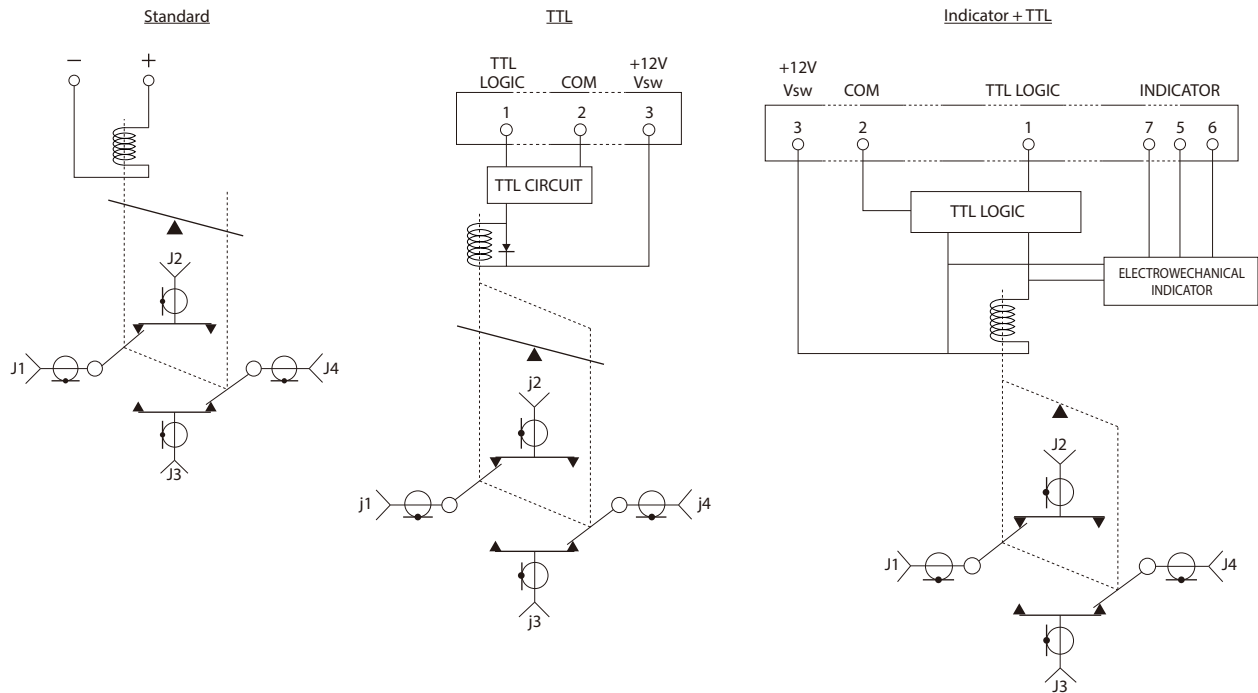 Standard
− +
J2
J1
J4
J3
TTL
TTL
LOGIC
COM
+12V
Vsw
1 2 3
TTL CIRCUIT
j2
j1
j4
j3
Indicator + TTL
+12V
Vsw
COM
TTL LOGIC
INDICATOR
3 2 1 7 5 6
TTL LOGIC
ELECTROWECHANICAL
INDICATOR
J2
J1
J4
J3